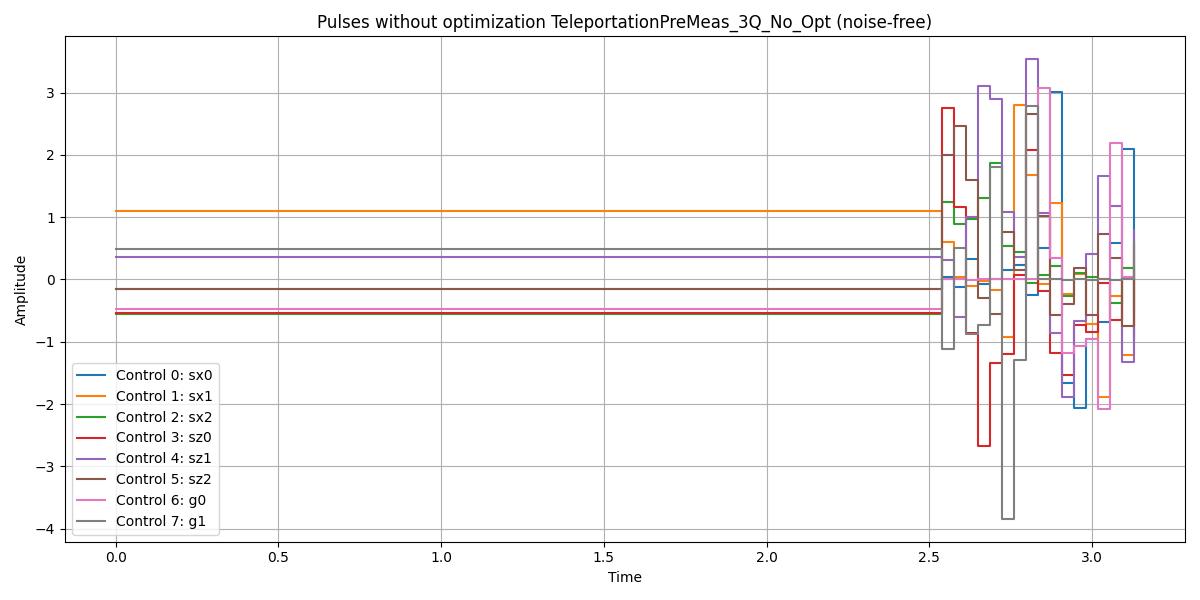 Pulses without optimization TeleportationPreMeas_3Q_No_Opt (noise-free)
Amplitude
3
2
1
0
−1
−2
−3
−4
Control 0: sx0
Control 1: sx1
Control 2: sx2
Control 3: sz0
Control 4: sz1
Control 5: sz2
Control 6: g0
Control 7: g1
0.0 0.5 1.0 1.5 2.0 2.5 3.0
Time